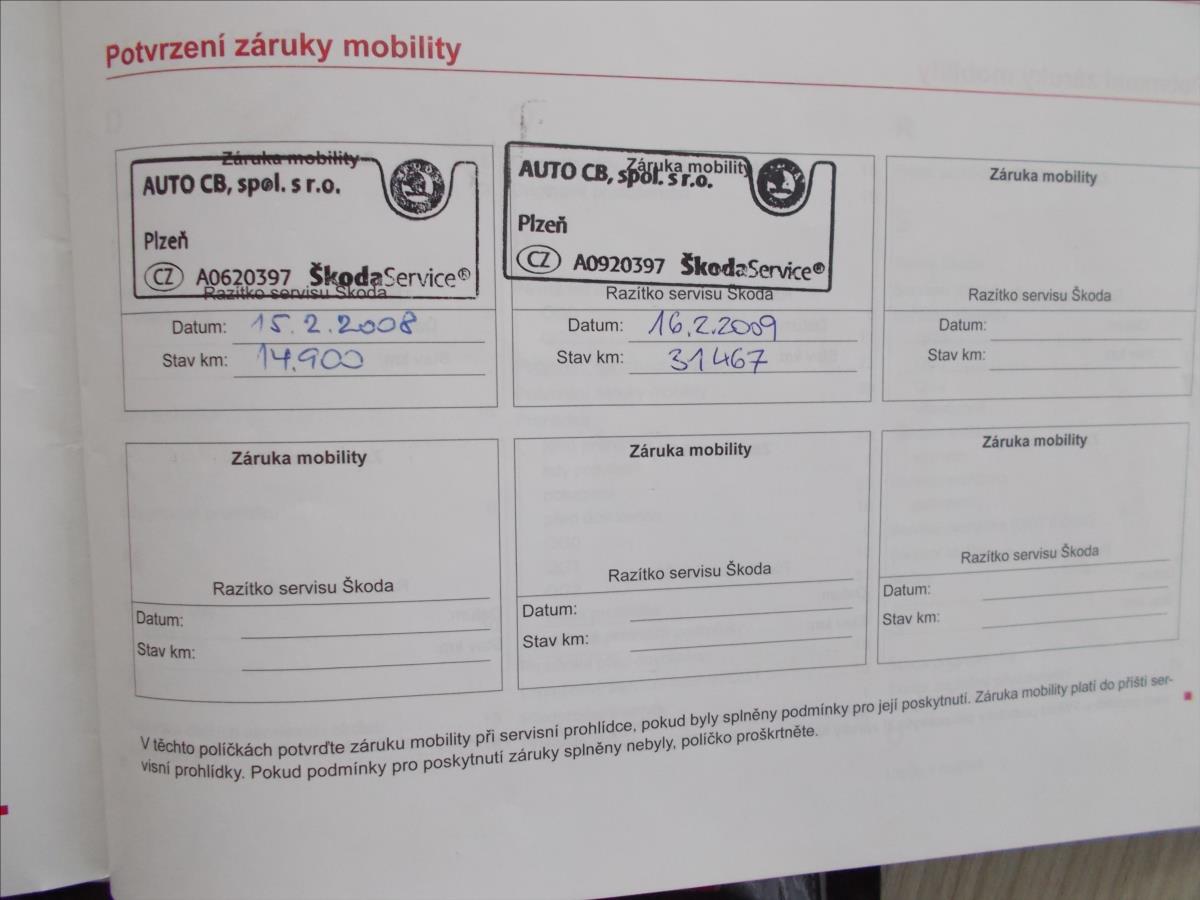 Potvrzení záruky mobility
Záruka mobility
AUTO CB, spol. s r.o.
Plzeň
CZ A0620397 ŠkodaService®
Razítko servisu Škoda
Datum: 15.2.2008
Stav km: 14.900
Záruka mobility
AUTO CB, spol. s r.o.
Plzeň
CZ A0920397 ŠkodaService®
Razítko servisu Škoda
Datum: 16.2.2009
Stav km: 31467
Záruka mobility
Razítko servisu Škoda
Datum:
Stav km:
Záruka mobility
Razítko servisu Škoda
Datum:
Stav km:
Záruka mobility
Razítko servisu Škoda
Datum:
Stav km:
Záruka mobility
Razítko servisu Škoda
Datum:
Stav km:
V těchto políčkách potvrďte záruku mobility při servisní prohlídce, pokud byly splněny podmínky pro její poskytnutí. Záruka mobility platí do příští ser-
visní prohlídky. Pokud podmínky pro poskytnutí záruky splněny nebyly, políčko proškrtněte.